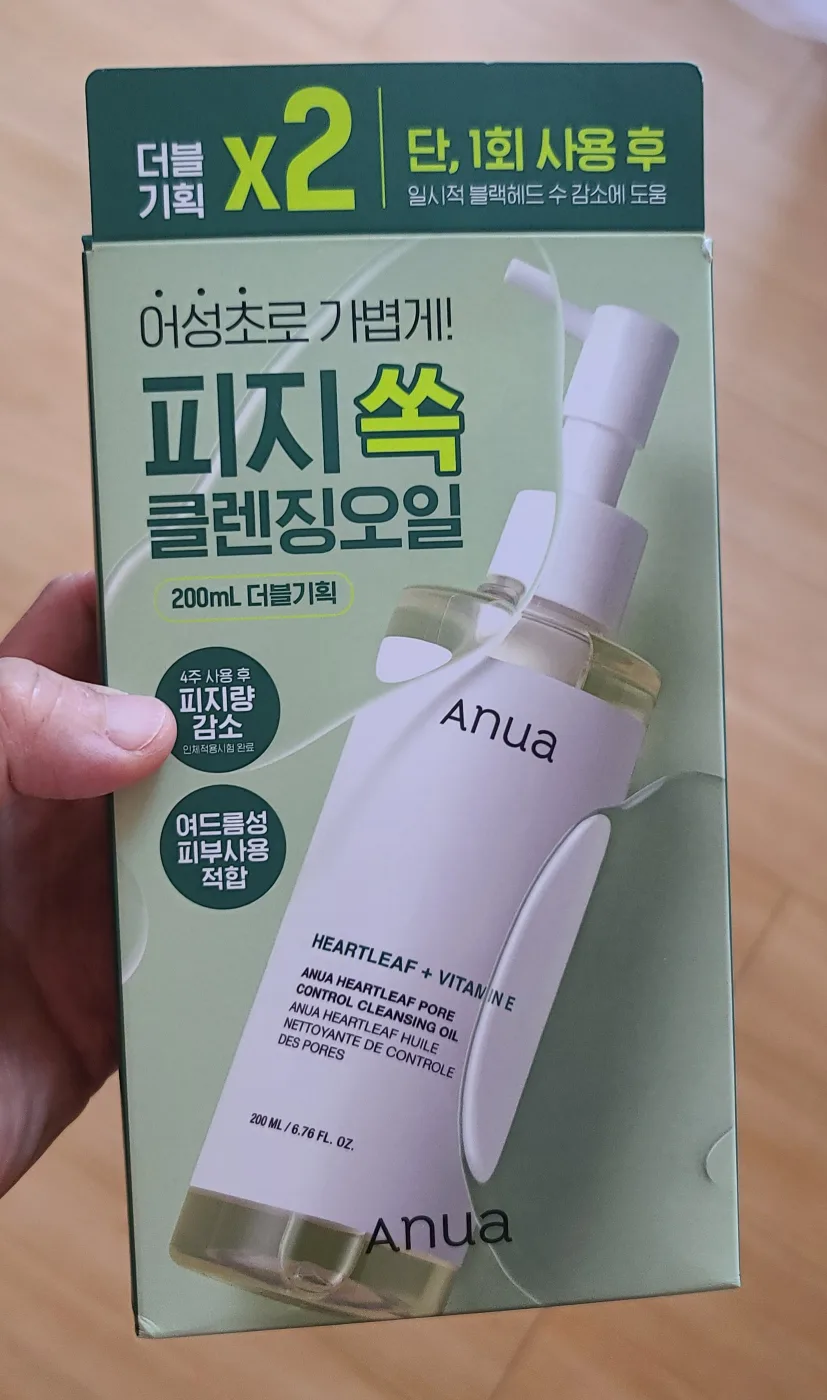 더블
기획
x2
단, 1회 사용 후
일시적 블랙헤드 수 감소에 도움
어성초로 가볍게!
피지 쏙
클렌징오일
200mL 더블기획
4주 사용 후
피지량
감소
인체적용시험 완료
여드름성
피부사용
적합
Anua
HEARTLEAF + VITAMIN E
ANUA HEARTLEAF PORE
CONTROL CLEANSING OIL
ANUA HEARTLEAF HUILE
NETTOYANTE DE CONTROLE
DES PORES
200 ML / 6.76 FL. OZ.
Anua